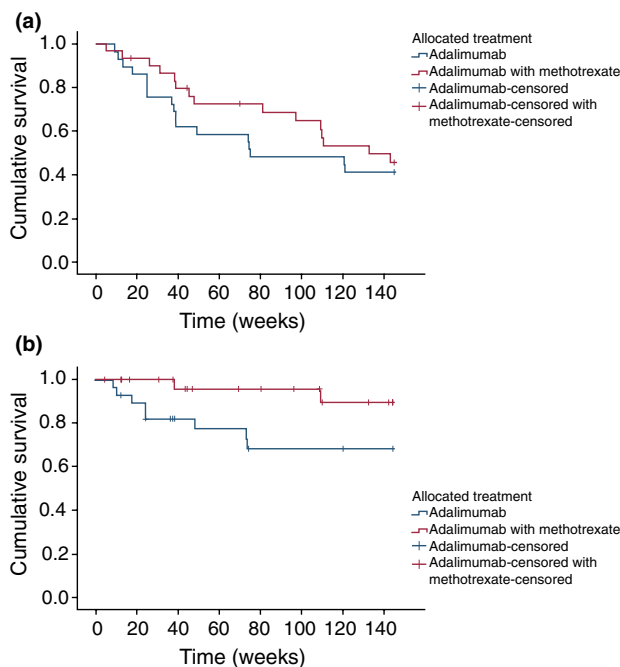 (a)
1.0
0.8
0.6
0.4
0.2
0.0
Cumulative survival
0 20 40 60 80 100 120 140
Time (weeks)
Allocated treatment
Adalimumab
Adalimumab with methotrexate
Adalimumab-censored
Adalimumab-censored with
methotrexate-censored
(b)
1.0
0.8
0.6
0.4
0.2
0.0
Cumulative survival
0 20 40 60 80 100 120 140
Time (weeks)
Allocated treatment
Adalimumab
Adalimumab with methotrexate
Adalimumab-censored
Adalimumab-censored with
methotrexate-censored